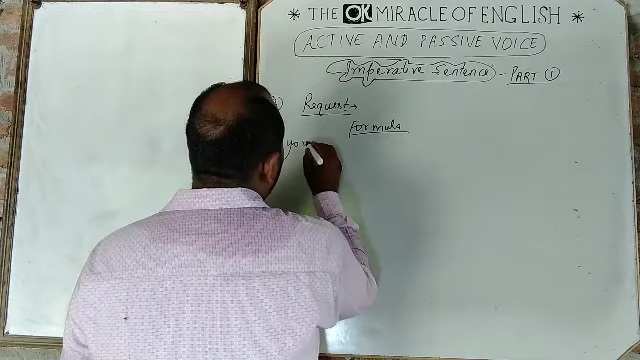 * THE OK MIRACLE OF ENGLISH *
ACTIVE AND PASSIVE VOICE
Imperative Sentence - PART 1
Request →
Formula